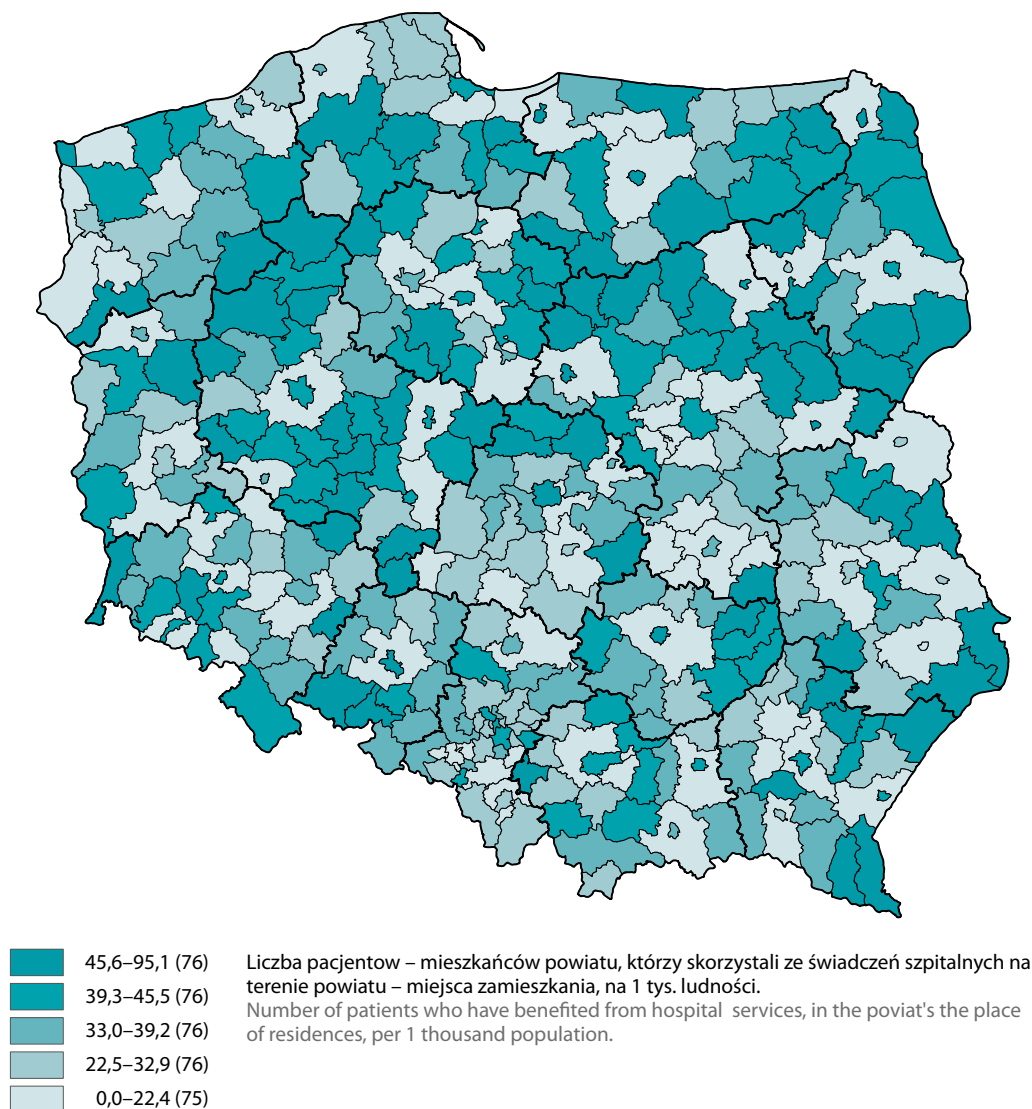 45,6–95,1 (76)
39,3–45,5 (76)
33,0–39,2 (76)
22,5–32,9 (76)
0,0–22,4 (75)
Liczba pacjentow – mieszkańców powiatu, którzy skorzystali ze świadczeń szpitalnych na
terenie powiatu – miejsca zamieszkania, na 1 tys. ludności.
Number of patients who have benefited from hospital services, in the poviat's the place
of residences, per 1 thousand population.